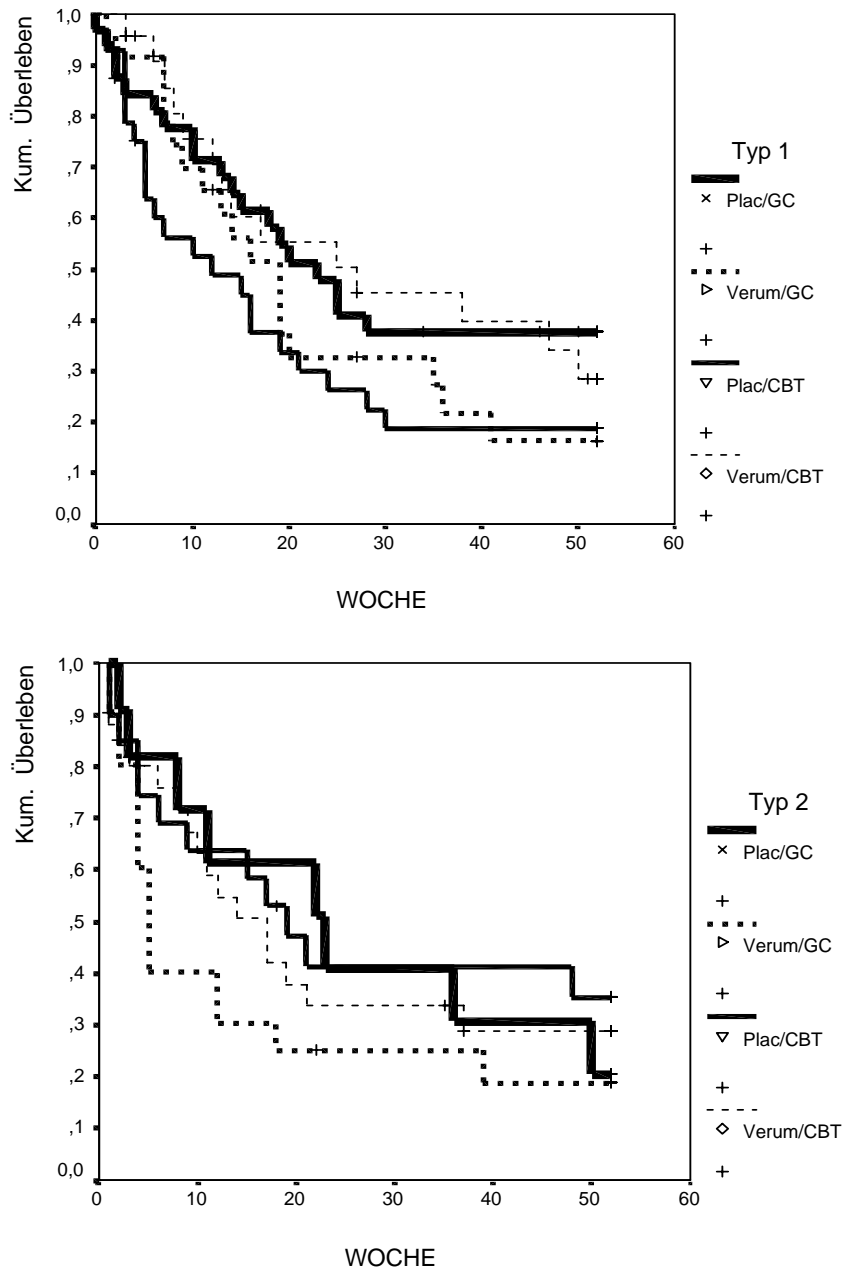 Kum. Überleben
1,0
,9
,8
,7
,6
,5
,4
,3
,2
,1
0,0
0 10 20 30 40 50 60
WOCHE
Typ 1
Plac/GC
Verum/GC
Plac/CBT
Verum/CBT
Kum. Überleben
1,0
,9
,8
,7
,6
,5
,4
,3
,2
,1
0,0
0 10 20 30 40 50 60
WOCHE
Typ 2
Plac/GC
Verum/GC
Plac/CBT
Verum/CBT